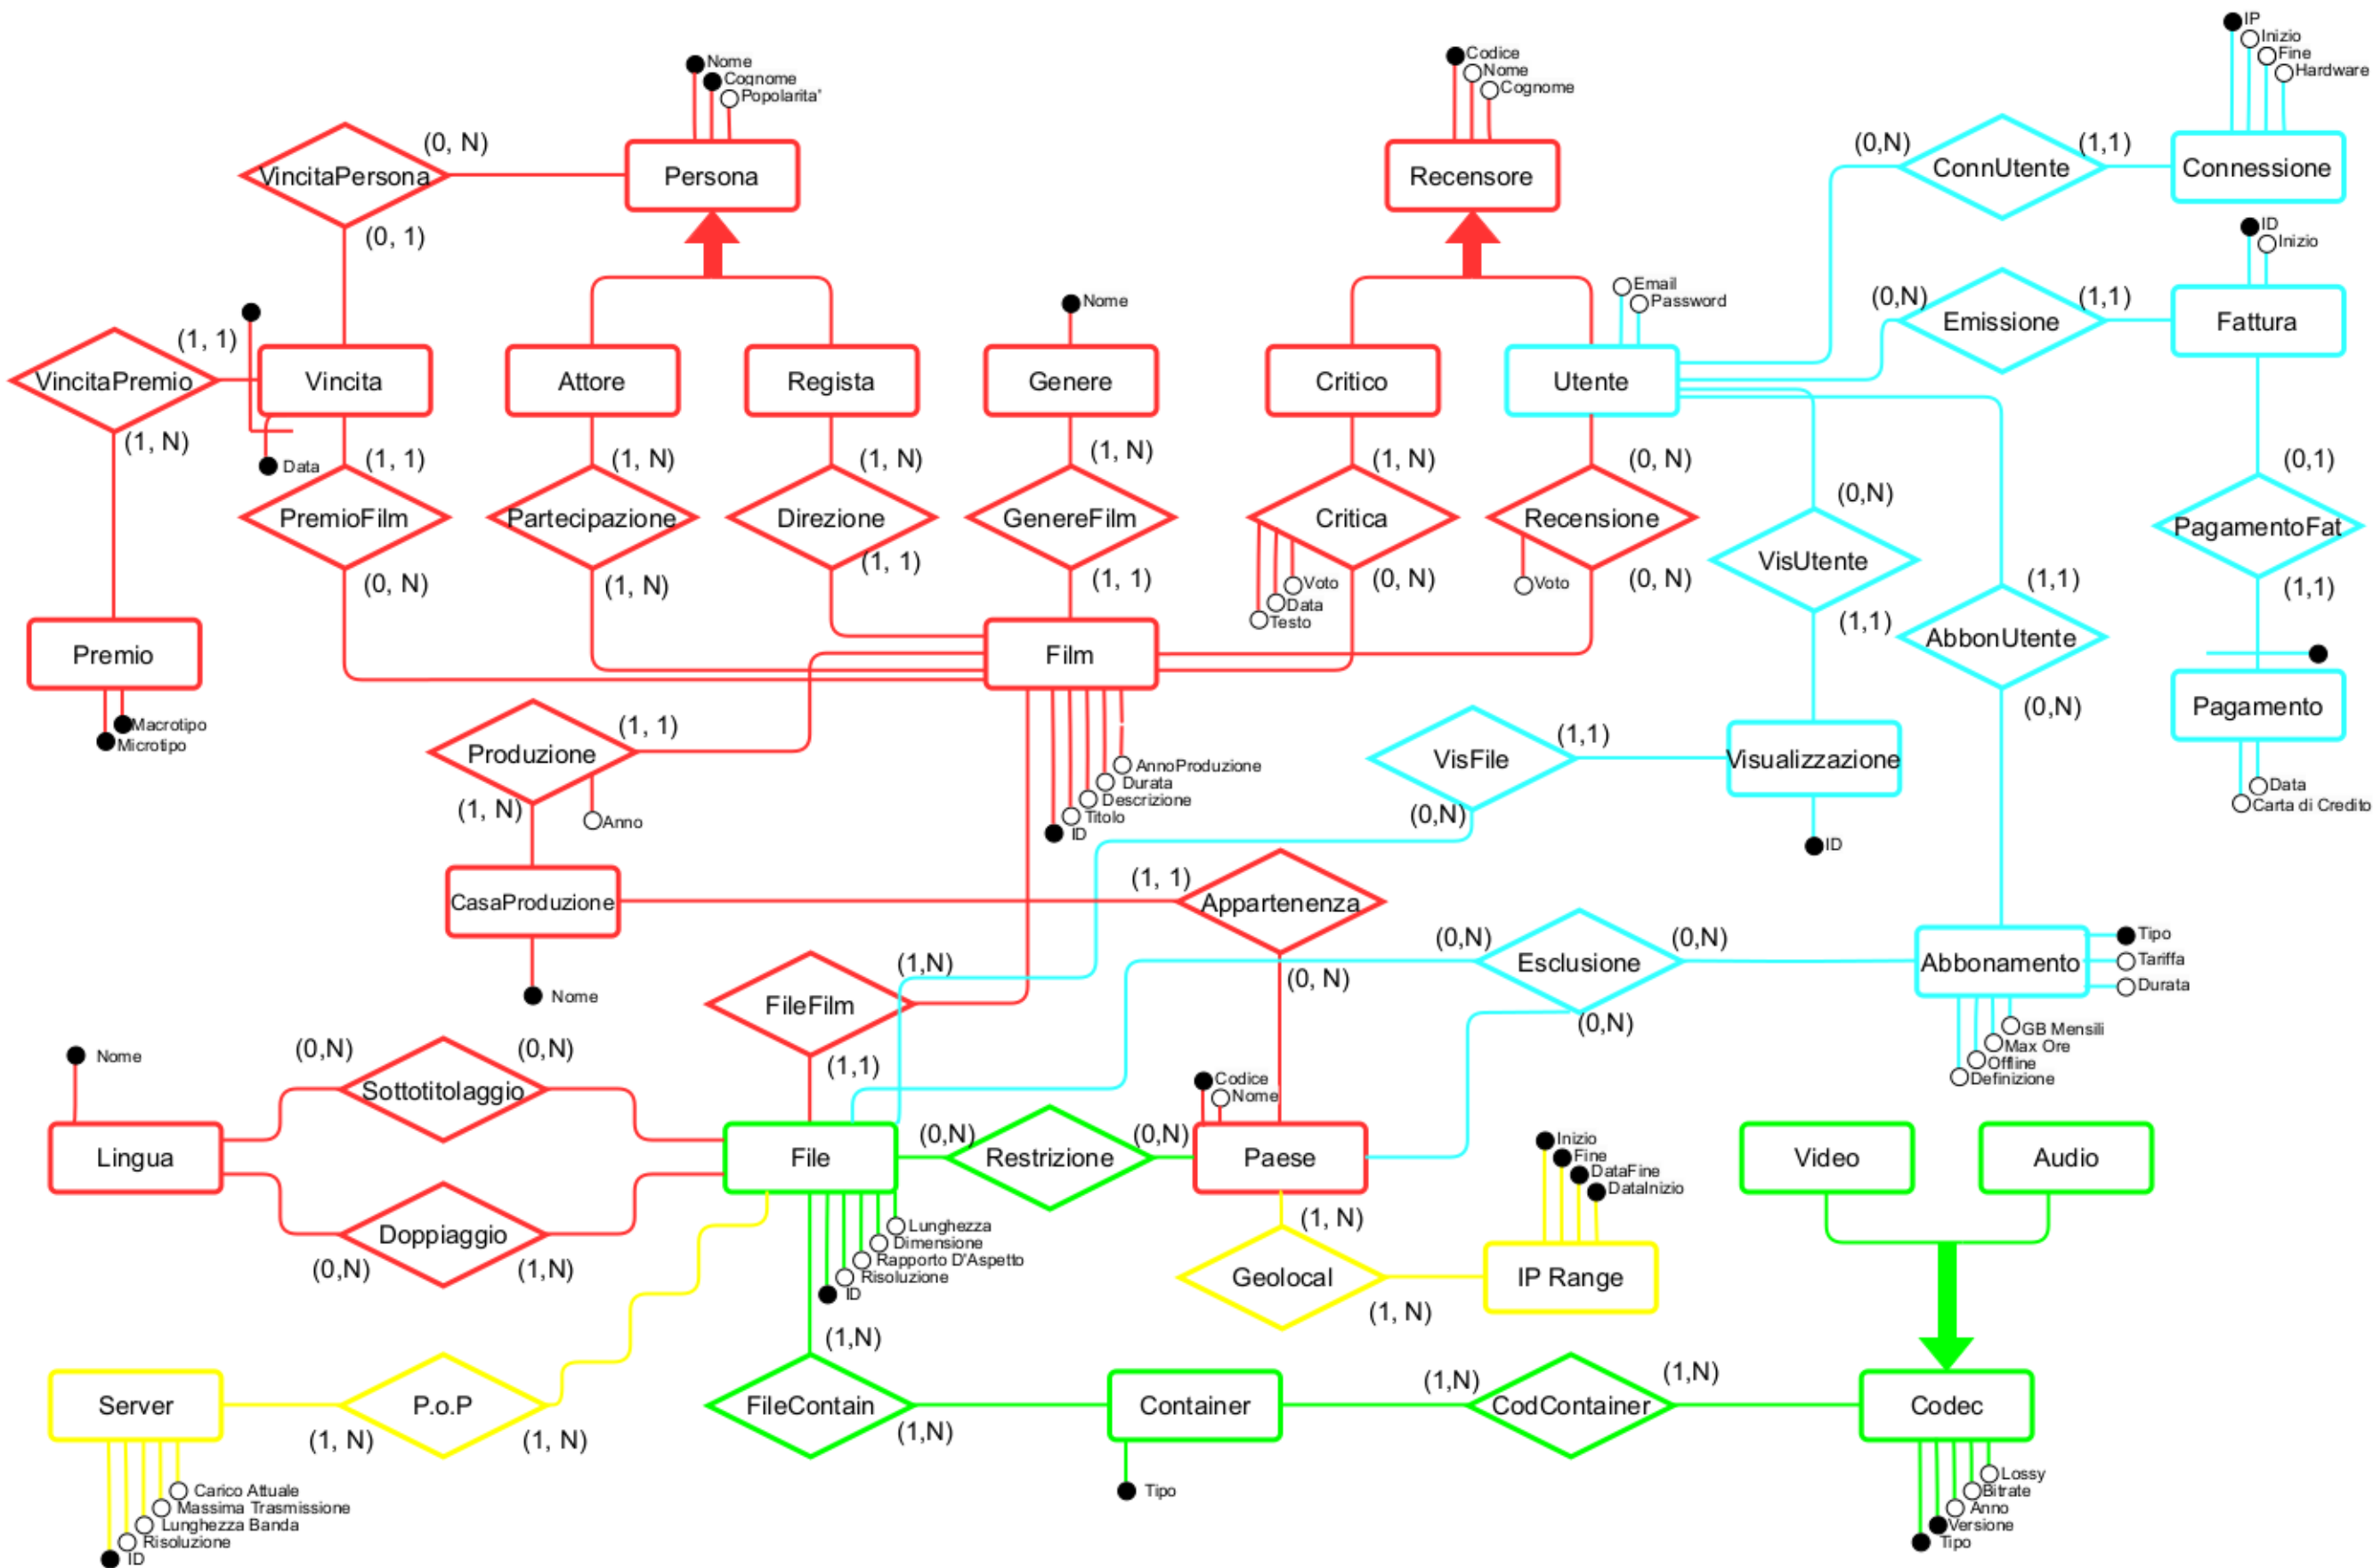 IP
Inizio
Fine
Hardware
Nome
Cognome
Popolarita'
Codice
Nome
Cognome
(0, N)
VincitaPersona
Persona
Recensore
(0,N)
ConnUtente
(1,1)
Connessione
(0, 1)
ID
Inizio
Email
Password
Nome
(0,N)
Emissione
(1,1)
Fattura
(1, 1)
VincitaPremio
Vincita
Attore
Regista
Genere
Critico
Utente
(1, N)
Data
(1, 1)
(1, N)
(1, N)
(1, N)
(1, N)
(0, N)
(0,1)
(0,N)
PremioFilm
Partecipazione
Direzione
GenereFilm
Critica
Recensione
PagamentoFat
VisUtente
(0, N)
(1, N)
(1, 1)
(1, 1)
Voto
Data
Testo
(0, N)
Voto
(0, N)
(1,1)
(1,1)
(1,1)
AbbonUtente
Premio
Film
Macrotipo
Microtipo
(0,N)
Pagamento
Produzione
(1, 1)
(1, N)
Anno
AnnoProduzione
Durata
Descrizione
Titolo
ID
VisFile
(1,1)
(0,N)
Visualizzazione
ID
Data
Carta di Credito
CasaProduzione
Nome
(1, 1)
Appartenenza
(0, N)
FileFilm
(1,N)
(1,1)
(0,N)
Esclusione
(0,N)
(0,N)
Abbonamento
Tipo
Tariffa
Durata
GB Mensili
Max Ore
Offline
Definizione
Nome
(0,N)
Sottotitolaggio
(0,N)
Codice
Nome
Lingua
File
(0,N)
Restrizione
(0,N)
Paese
Inizio
Fine
DataFine
DataInizio
Video
Audio
Doppiaggio
(0,N)
(1,N)
Lunghezza
Dimensione
Rapporto D'Aspetto
Risoluzione
ID
(1, N)
Geolocal
(1, N)
IP Range
(1,N)
Server
P.o.P
(1, N)
(1, N)
FileContain
(1,N)
Container
(1,N)
CodContainer
(1,N)
Codec
Carico Attuale
Massima Trasmissione
Lunghezza Banda
Risoluzione
ID
Tipo
Lossy
Bitrate
Anno
Versione
Tipo